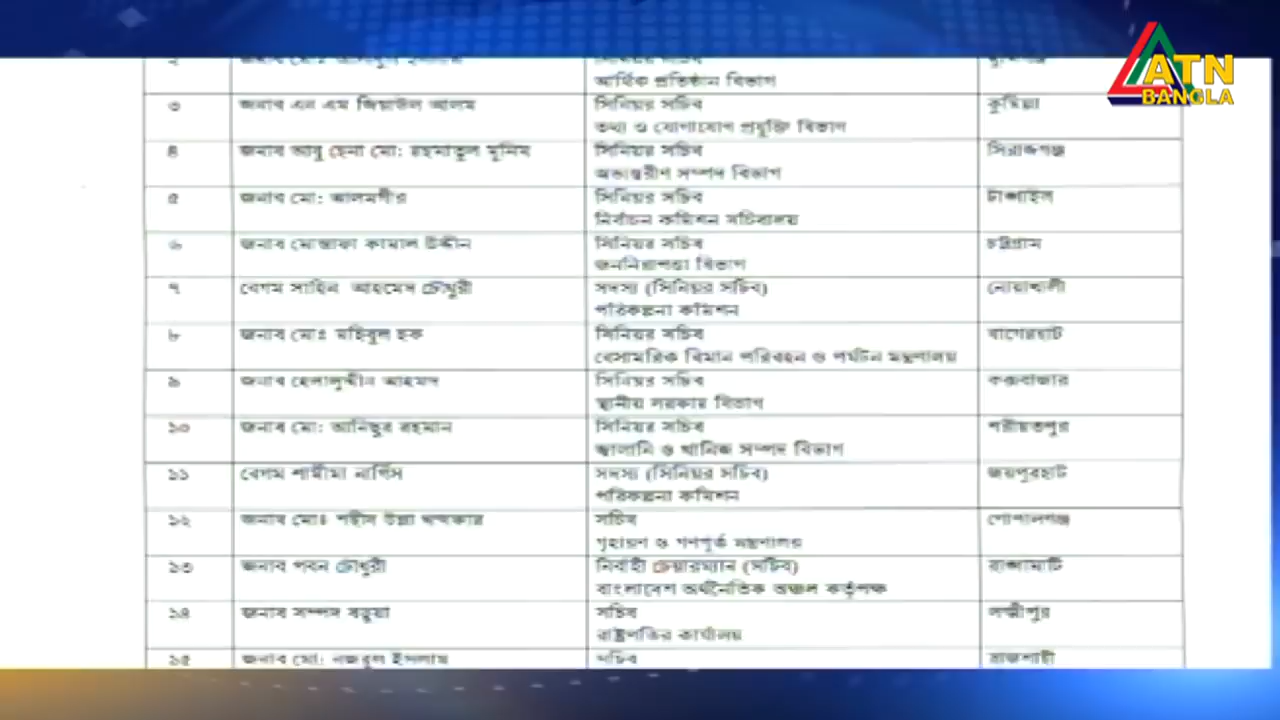 ATN
BANGLA
আর্থিক প্রতিষ্ঠান বিভাগ
৩ জনাব এন এম জিয়াউল আলম সিনিয়র সচিব কুমিল্লা
তথ্য ও যোগাযোগ প্রযুক্তি বিভাগ
৪ জনাব আবু হেনা মো: রহমাতুল মুনিম সিনিয়র সচিব সিরাজগঞ্জ
অভ্যন্তরীণ সম্পদ বিভাগ
৫ জনাব মো: আলমগীর সিনিয়র সচিব টাঙ্গাইল
নির্বাচন কমিশন সচিবালয়
৬ জনাব মোস্তাফা কামাল উদ্দীন সিনিয়র সচিব চট্টগ্রাম
জননিরাপত্তা বিভাগ
৭ বেগম সাহিন আহমেদ চৌধুরী সদস্য (সিনিয়র সচিব) নোয়াখালী
পরিকল্পনা কমিশন
৮ জনাব মোঃ মহিবুল হক সিনিয়র সচিব বাগেরহাট
বেসামরিক বিমান পরিবহন ও পর্যটন মন্ত্রণালয়
৯ জনাব হেলালুদ্দীন আহমদ সিনিয়র সচিব কক্সবাজার
স্থানীয় সরকার বিভাগ
১০ জনাব মো: আনিছুর রহমান সিনিয়র সচিব শরীয়তপুর
জ্বালানি ও খানিজ সম্পদ বিভাগ
১১ বেগম শামীমা নার্গিস সদস্য (সিনিয়র সচিব) জয়পুরহাট
পরিকল্পনা কমিশন
১২ জনাব মোঃ শহীদ উল্লা খন্দকার সচিব গোপালগঞ্জ
গৃহায়ণ ও গণপূর্ত মন্ত্রণালয়
১৩ জনাব পবন চৌধুরী নির্বাহী চেয়ারম্যান (সচিব) রাঙ্গামাটি
বাংলাদেশ অর্থনৈতিক অঞ্চল কর্তৃপক্ষ
১৪ জনাব সম্পদ বড়ুয়া সচিব লক্ষ্মীপুর
রাষ্ট্রপতির কার্যালয়
১৫ জনাব মো: নজরুল ইসলাম সচিব রাজশাহী